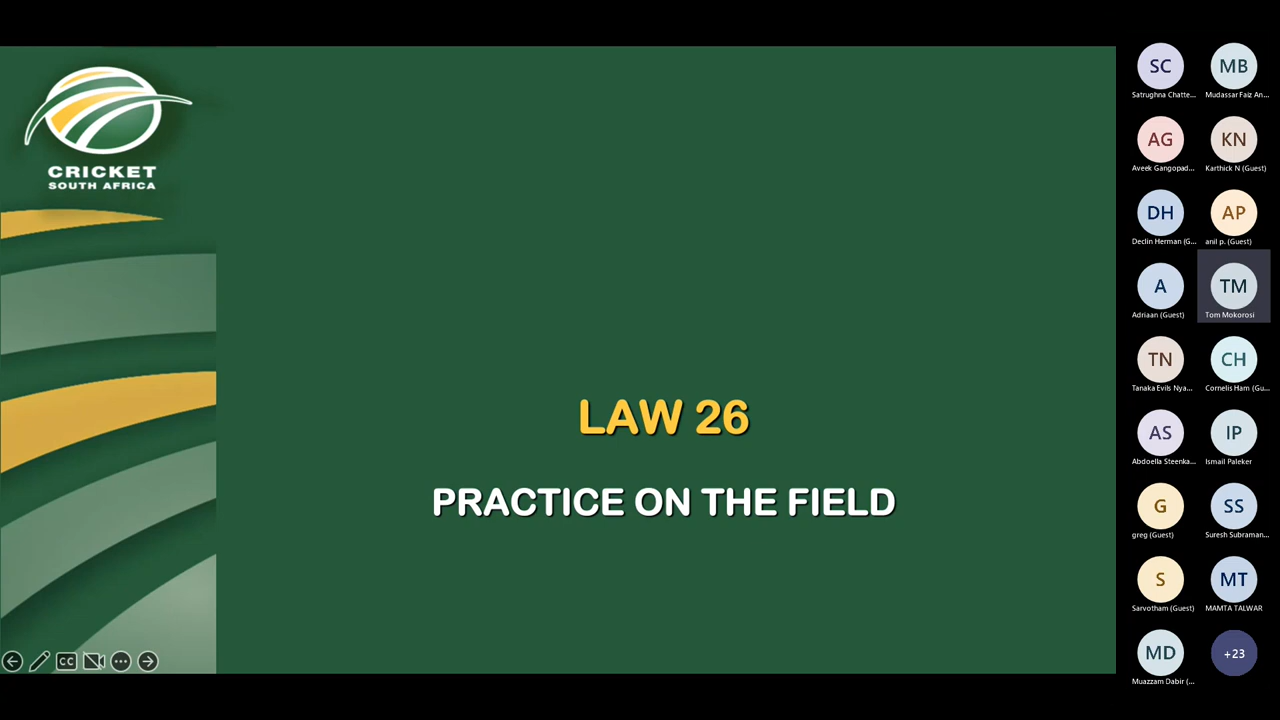 CRICKET
SOUTH AFRICA
LAW 26
PRACTICE ON THE FIELD
CC
SC
MB
Satrughna Chatte...
Mudassar Faiz An...
AG
KN
Aveek Gangopad...
Karthick N (Guest)
DH
AP
Declin Herman (G...
anil p. (Guest)
A
TM
Adriaan (Guest)
Tom Mokorosi
TN
CH
Tanaka Evils Nya...
Cornelis Ham (Gu...
AS
IP
Abdoella Steenka...
Ismail Paleker
G
SS
greg (Guest)
Suresh Subraman...
S
MT
Sarvotham (Guest)
MAMTA TALWAR
MD
+23
Muazzam Dabir (...